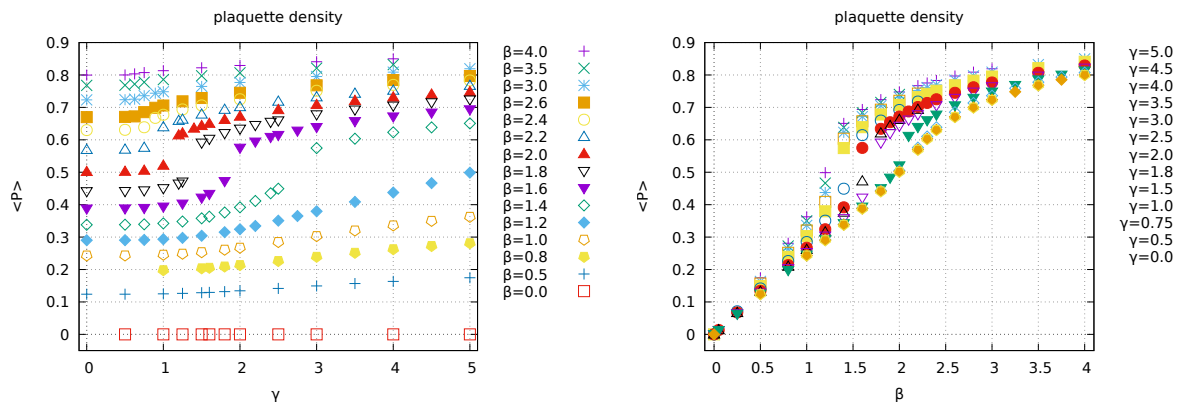 plaquette density
<P>
0.9
0.8
0.7
0.6
0.5
0.4
0.3
0.2
0.1
0
0 1 2 3 4 5
γ
β=4.0
β=3.5
β=3.0
β=2.6
β=2.4
β=2.2
β=2.0
β=1.8
β=1.6
β=1.4
β=1.2
β=1.0
β=0.8
β=0.5
β=0.0
plaquette density
<P>
0.9
0.8
0.7
0.6
0.5
0.4
0.3
0.2
0.1
0
0 0.5 1 1.5 2 2.5 3 3.5 4
β
γ=5.0
γ=4.5
γ=4.0
γ=3.5
γ=3.0
γ=2.5
γ=2.0
γ=1.8
γ=1.5
γ=1.0
γ=0.75
γ=0.5
γ=0.0